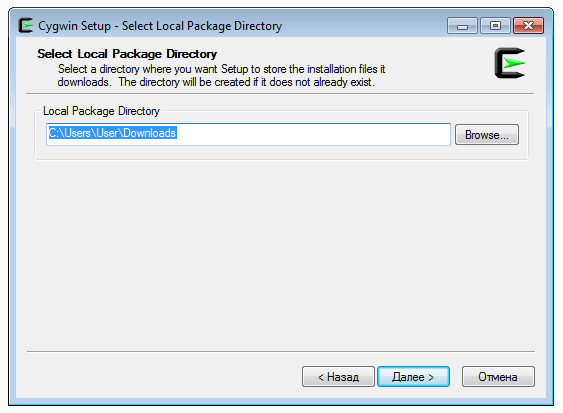 Cygwin Setup - Select Local Package Directory
Select Local Package Directory
Select a directory where you want Setup to store the installation files it
downloads. The directory will be created if it does not already exist.
Local Package Directory
C:\Users\User\Downloads
Browse...
< Назад
Далее >
Отмена